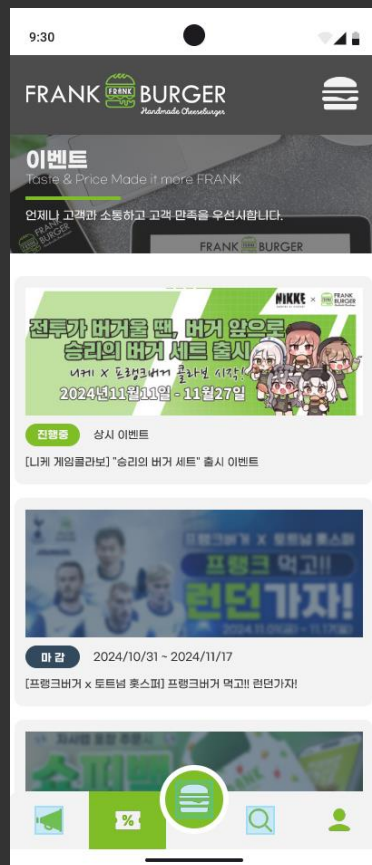 9:30
FRANK FRANK BURGER
Handmade Cheeseburger
이벤트
Taste & Price Made it more FRANK
언제나 고객과 소통하고 고객 만족을 우선시합니다.
FRANK BURGER
FRANK BURGER
NIKKE × FRANK BURGER
전투가 버거울 땐, 버거 앞으로
승리의 버거 세트 출시
니케 X 프랭크버거 콜라보 시작!
2024년11월11일 - 11월27일
진행중 상시 이벤트
[니케 게임콜라보] "승리의 버거 세트" 출시 이벤트
프랭크버거 X 토트넘 홋스퍼
프랭크 먹고!!
런던가자!
마감 2024/10/31 ~ 2024/11/17
[프랭크버거 x 토트넘 홋스퍼] 프랭크버거 먹고!! 런던가자!
%